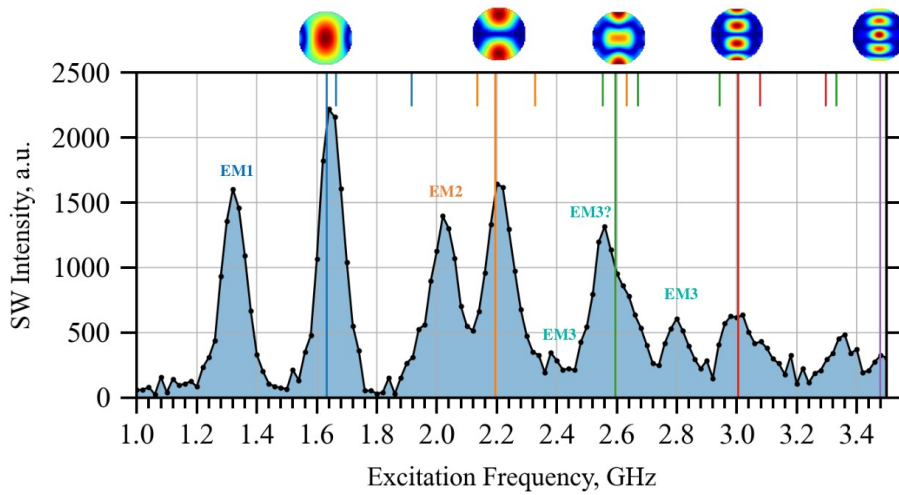 2500
2000
1500
1000
500
0
SW Intensity, a.u.
EM1
EM2
EM3?
EM3
EM3
1.0 1.2 1.4 1.6 1.8 2.0 2.2 2.4 2.6 2.8 3.0 3.2 3.4
Excitation Frequency, GHz